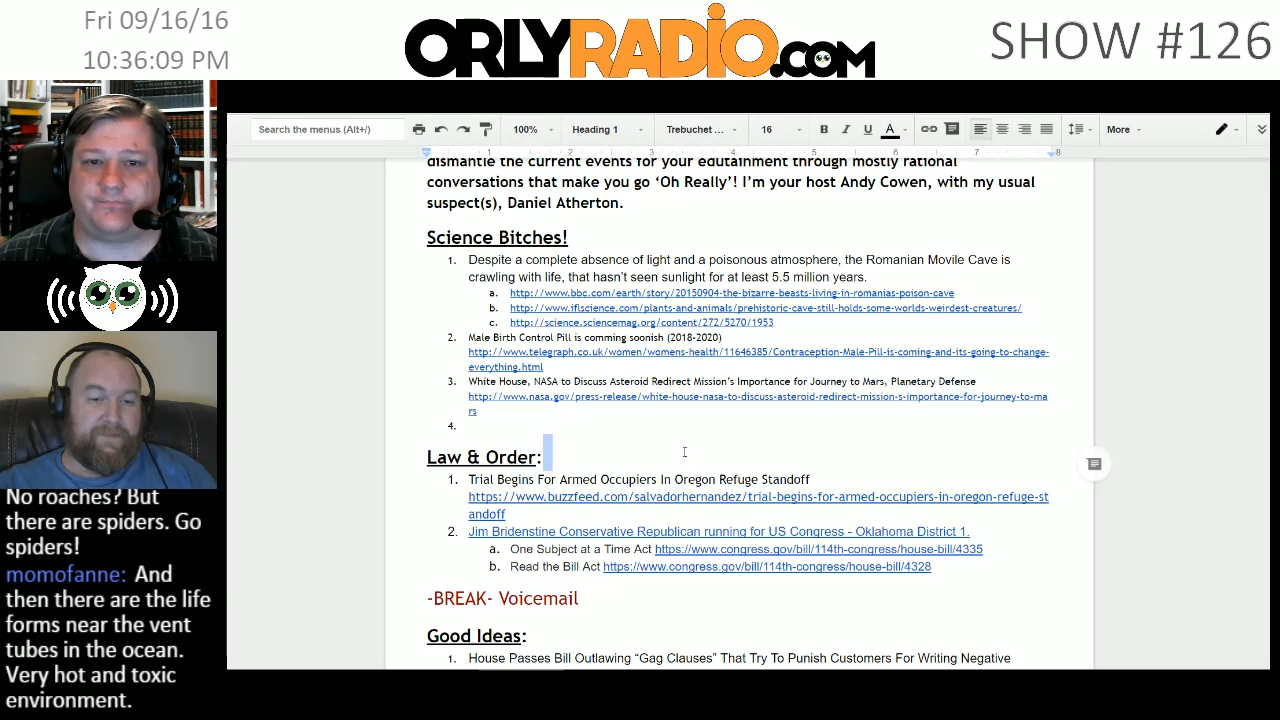 Fri 09/16/16
10:36:09 PM
ORLYRADIO.COM
SHOW #126
Search the menus (Alt+/)
100%
Heading 1
Trebuchet ...
16
B
I
U
A
More
1
2
3
4
5
6
7
8
dismantle the current events for your edutainment through mostly rational
conversations that make you go ‘Oh Really’! I’m your host Andy Cowen, with my usual
suspect(s), Daniel Atherton.
Science Bitches!
1. Despite a complete absence of light and a poisonous atmosphere, the Romanian Movile Cave is
crawling with life, that hasn’t seen sunlight for at least 5.5 million years.
a. http://www.bbc.com/earth/story/20150904-the-bizarre-beasts-living-in-romanias-poison-cave
b. http://www.iflscience.com/plants-and-animals/prehistoric-cave-still-holds-some-worlds-weirdest-creatures/
c. http://science.sciencemag.org/content/272/5270/1953
2. Male Birth Control Pill is comming soonish (2018-2020)
http://www.telegraph.co.uk/women/womens-health/11646385/Contraception-Male-Pill-is-coming-and-its-going-to-change-
everything.html
3. White House, NASA to Discuss Asteroid Redirect Mission’s Importance for Journey to Mars, Planetary Defense
http://www.nasa.gov/press-release/white-house-nasa-to-discuss-asteroid-redirect-mission-s-importance-for-journey-to-ma
rs
4.
Law & Order:
1. Trial Begins For Armed Occupiers In Oregon Refuge Standoff
https://www.buzzfeed.com/salvadorhernandez/trial-begins-for-armed-occupiers-in-oregon-refuge-st
andoff
2. Jim Bridenstine Conservative Republican running for US Congress - Oklahoma District 1.
a. One Subject at a Time Act https://www.congress.gov/bill/114th-congress/house-bill/4335
b. Read the Bill Act https://www.congress.gov/bill/114th-congress/house-bill/4328
-BREAK- Voicemail
Good Ideas:
1. House Passes Bill Outlawing “Gag Clauses” That Try To Punish Customers For Writing Negative
No roaches? But
there are spiders. Go
spiders!
momofanne: And
then there are the life
forms near the vent
tubes in the ocean.
Very hot and toxic
environment.